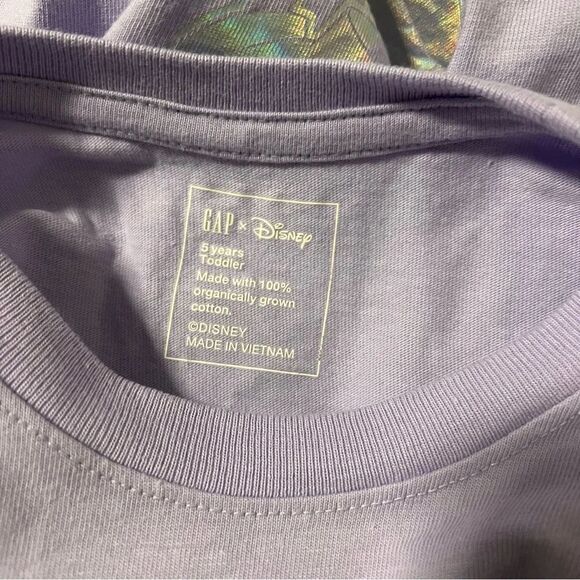 GAP × Disney
5 years
Toddler
Made with 100%
organically grown
cotton.
©DISNEY
MADE IN VIETNAM